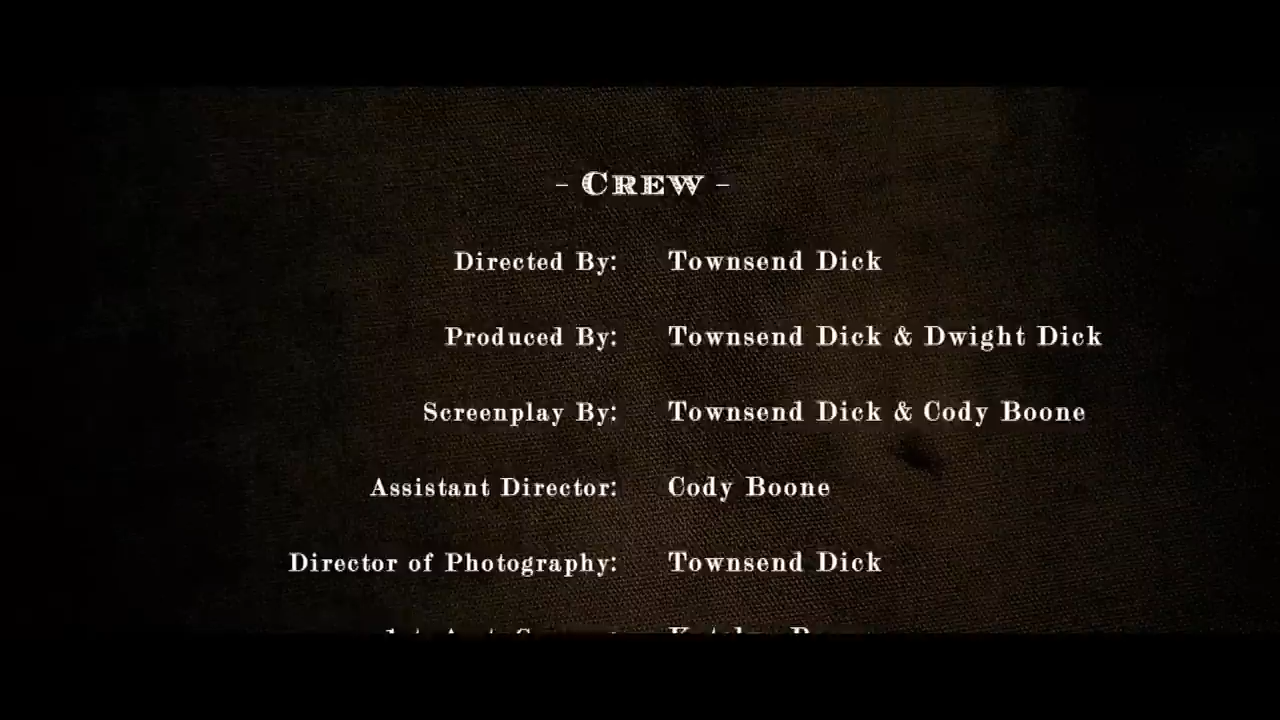 - Crew -
Directed By: Townsend Dick
Produced By: Townsend Dick & Dwight Dick
Screenplay By: Townsend Dick & Cody Boone
Assistant Director: Cody Boone
Director of Photography: Townsend Dick